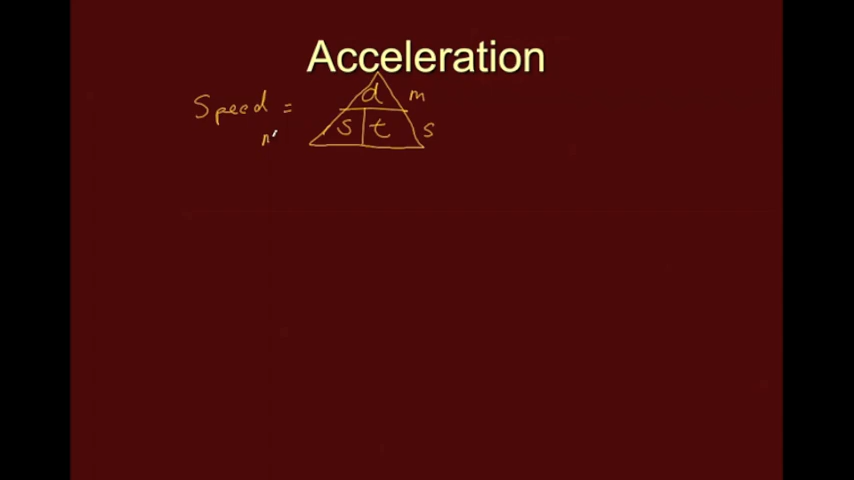 Acceleration
Speed = d m
s t s